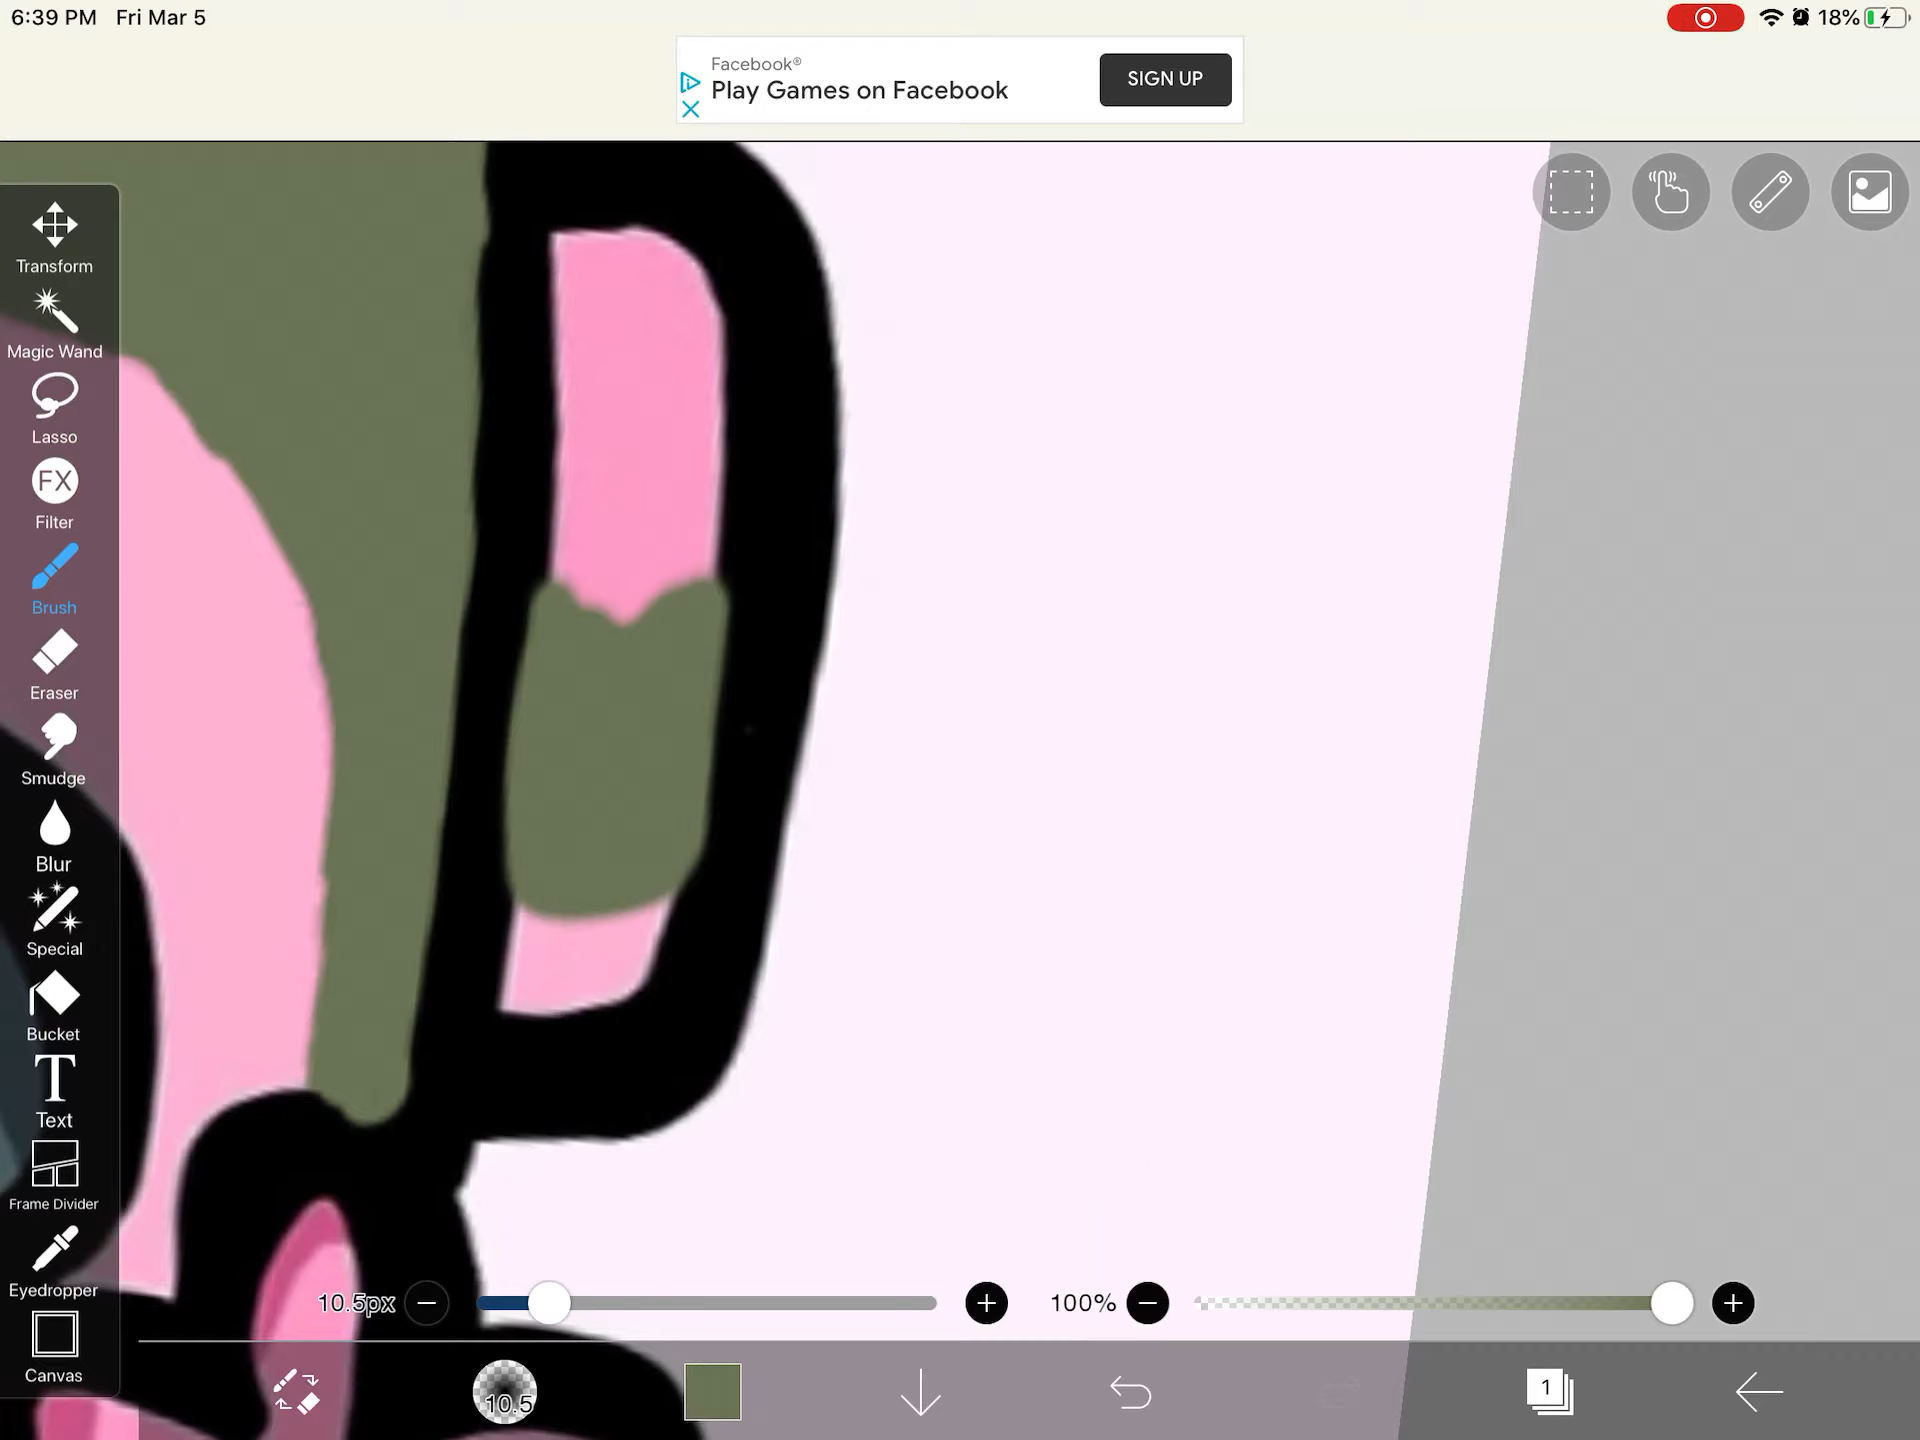 6:39 PM Fri Mar 5
18%
Facebook®
Play Games on Facebook
SIGN UP
Transform
Magic Wand
Lasso
FX
Filter
Brush
Eraser
Smudge
Blur
Special
Bucket
T
Text
Frame Divider
Eyedropper
Canvas
10.5px
100%
10.5
1